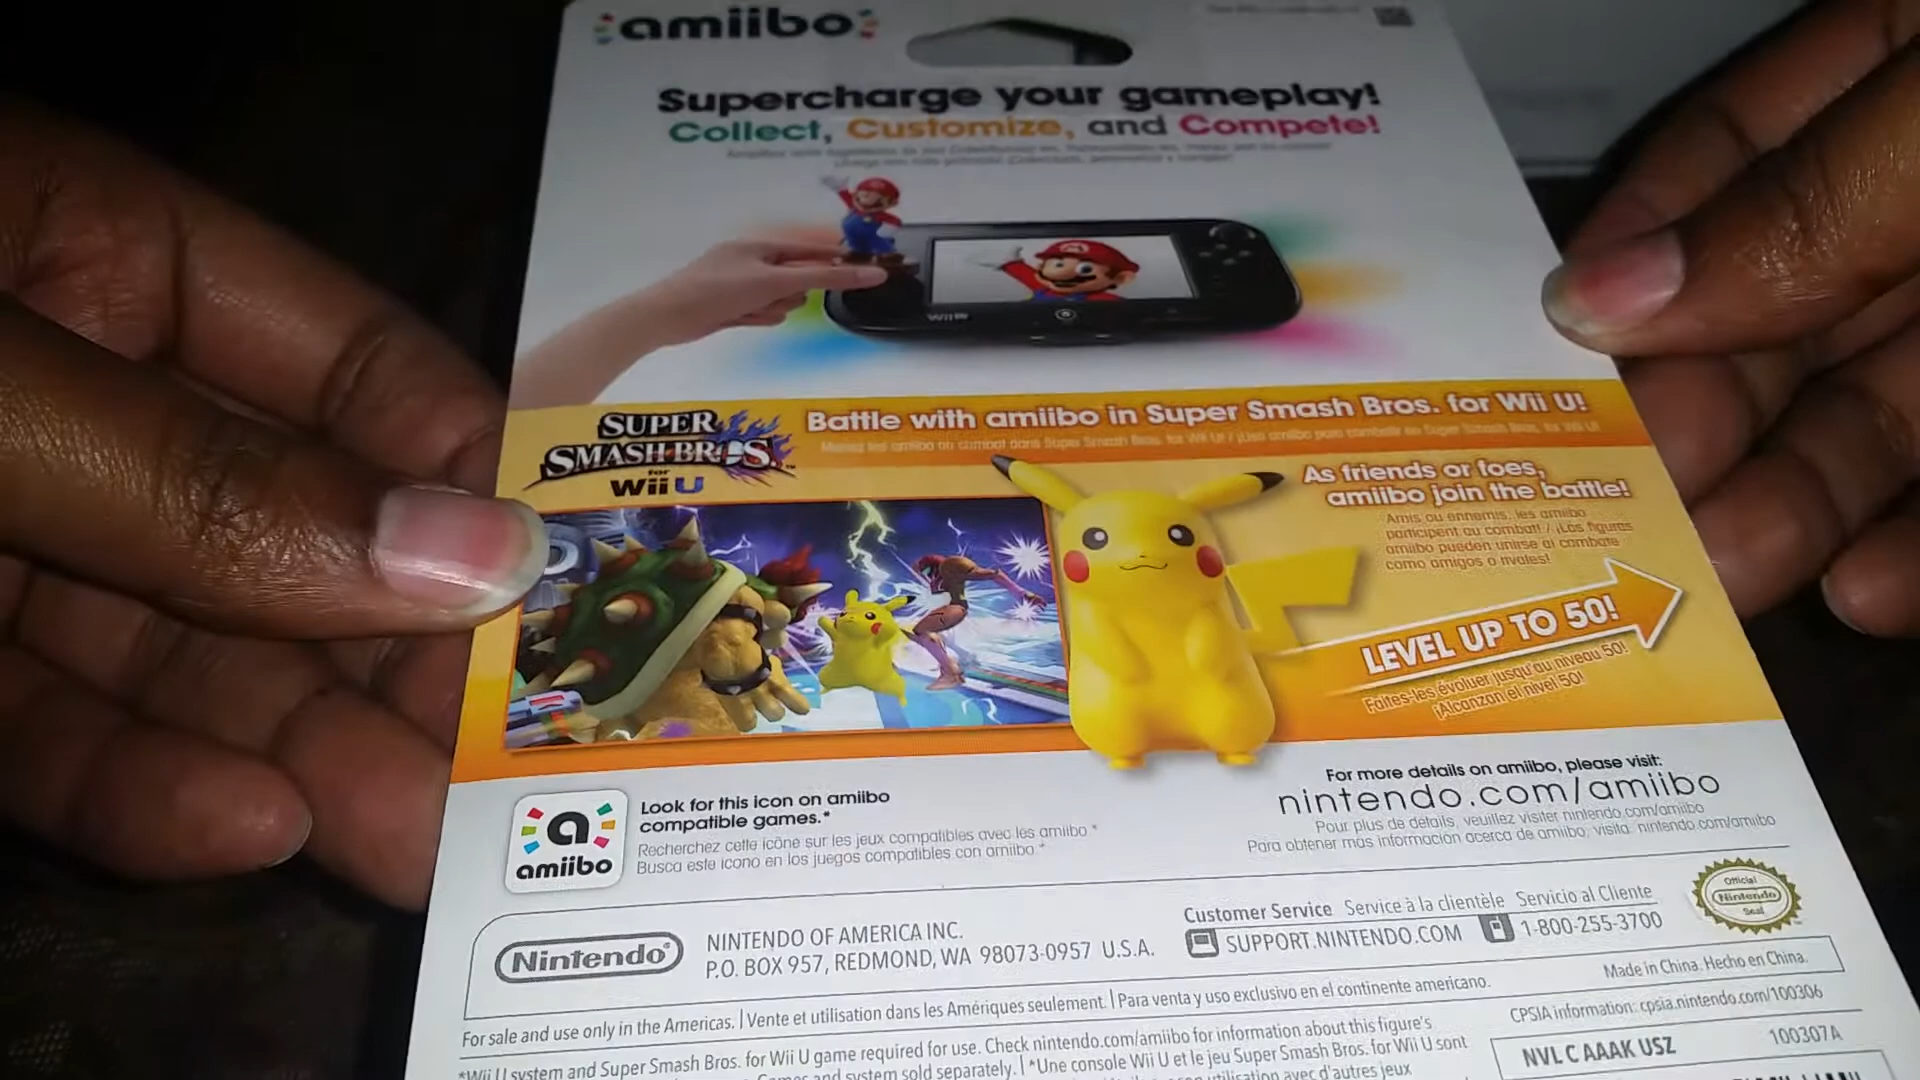 amiibo
Supercharge your gameplay!
Collect, Customize, and Compete!
Wii U
SUPER
SMASH BROS.
for
Wii U
Battle with amiibo in Super Smash Bros. for Wii U!
As friends or foes,
amiibo join the battle!
Amis ou ennemis, les amiibo
participent au combat! / ¡Las figuras
amiibo pueden unirse al combate
como amigos o rivales!
LEVEL UP TO 50!
Faites-les évoluer jusqu'au niveau 50!
¡Alcanzan el nivel 50!
a
amiibo
Look for this icon on amiibo
compatible games.*
Recherchez cette icône sur les jeux compatibles avec les amiibo *
Busca este icono en los juegos compatibles con amiibo.*
For more details on amiibo, please visit:
nintendo.com/amiibo
Pour plus de détails, veuillez visiter nintendo.com/amiibo
Para obtener más información acerca de amiibo, visita: nintendo.com/amiibo
Nintendo®
NINTENDO OF AMERICA INC.
P.O. BOX 957, REDMOND, WA 98073-0957 U.S.A.
Customer Service Service à la clientèle Servicio al Cliente
SUPPORT.NINTENDO.COM 1-800-255-3700
Official
Nintendo
Seal
Made in China. Hecho en China.
For sale and use only in the Americas. | Vente et utilisation dans les Amériques seulement. | Para venta y uso exclusivo en el continente americano.
CPSIA information: cpsia.nintendo.com/100306
*Wii U system and Super Smash Bros. for Wii U game required for use. Check nintendo.com/amiibo for information about this figure's
and system sold separately. | *Une console Wii U et le jeu Super Smash Bros. for Wii U sont
utilisation avec d'autres jeux
NVL C AAAK USZ
100307A